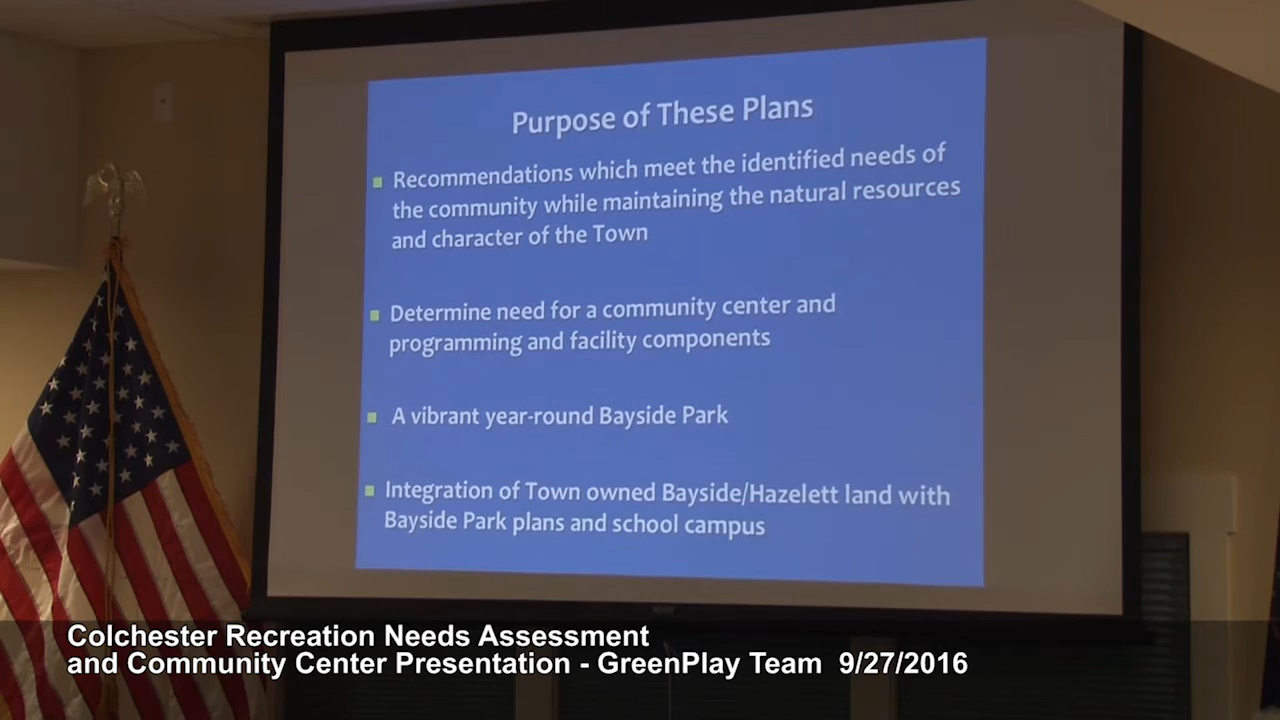 Purpose of These Plans
Recommendations which meet the identified needs of
the community while maintaining the natural resources
and character of the Town
Determine need for a community center and
programming and facility components
A vibrant year-round Bayside Park
Integration of Town owned Bayside/Hazelett land with
Bayside Park plans and school campus
Colchester Recreation Needs Assessment
and Community Center Presentation - GreenPlay Team 9/27/2016